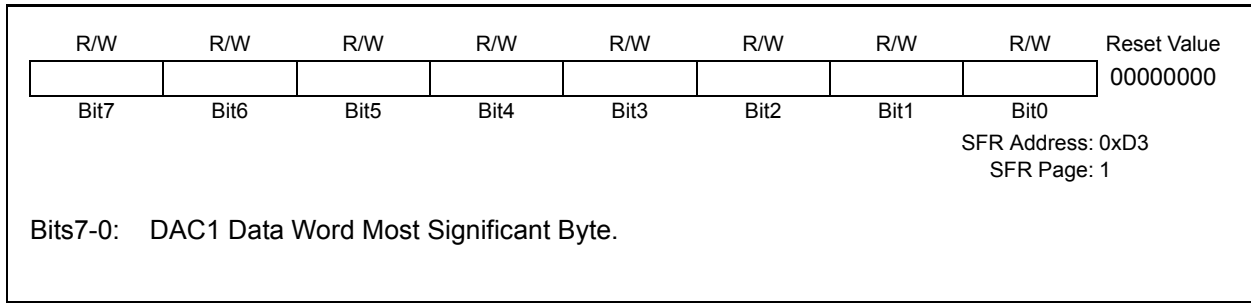 R/W R/W R/W R/W R/W R/W R/W R/W Reset Value
00000000
Bit7 Bit6 Bit5 Bit4 Bit3 Bit2 Bit1 Bit0
SFR Address: 0xD3
SFR Page: 1
Bits7-0: DAC1 Data Word Most Significant Byte.